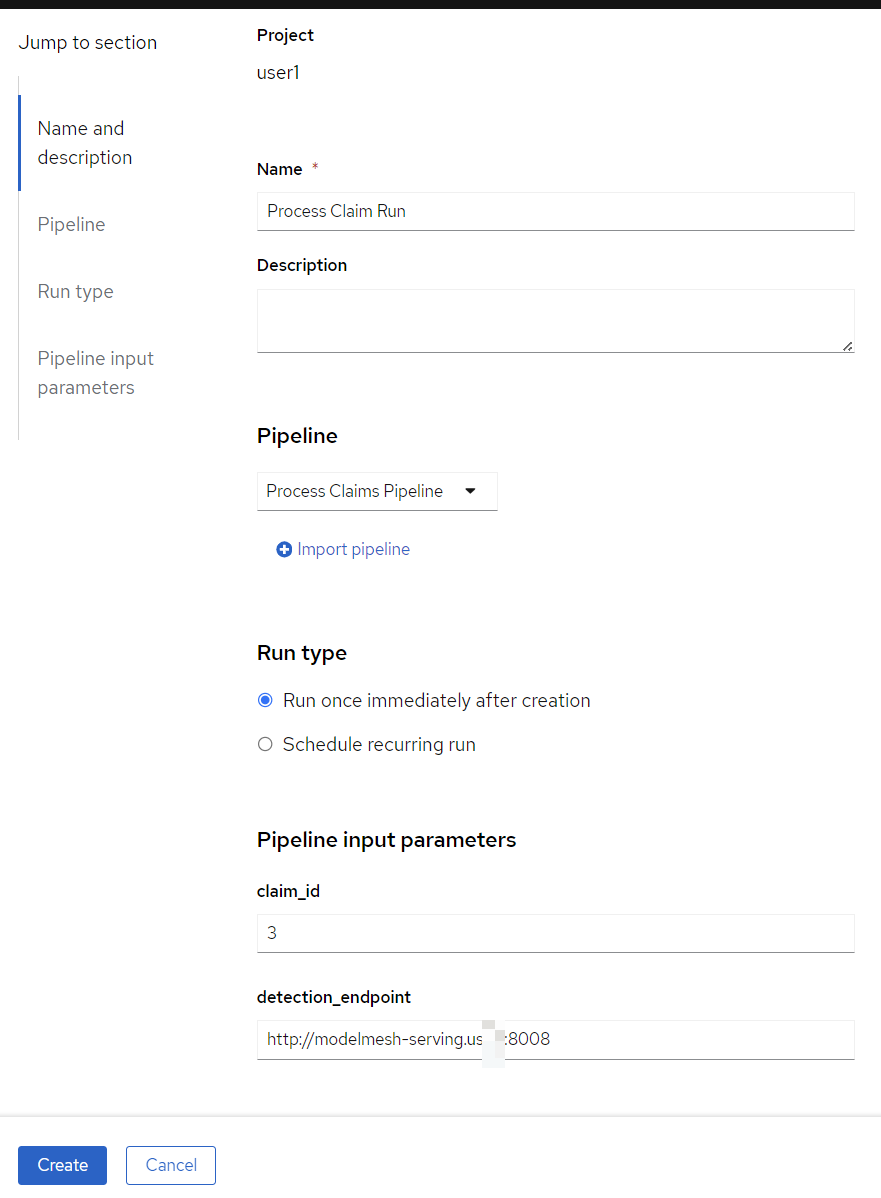 Jump to section
Name and
description
Pipeline
Run type
Pipeline input
parameters
Project
user1
Name *
Process Claim Run
Description
Pipeline
Process Claims Pipeline
Import pipeline
Run type
Run once immediately after creation
Schedule recurring run
Pipeline input parameters
claim_id
3
detection_endpoint
http://modelmesh-serving.us :8008
Create
Cancel